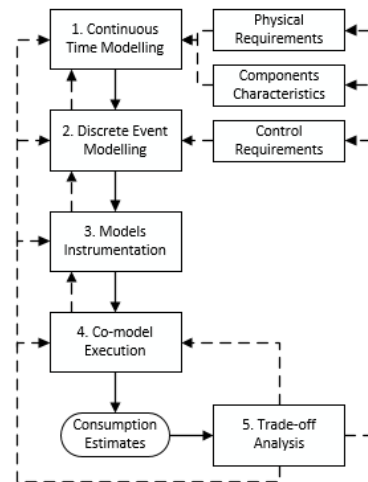 1. Continuous
Time Modelling
Physical
Requirements
Components
Characteristics
2. Discrete Event
Modelling
Control
Requirements
3. Models
Instrumentation
4. Co-model
Execution
Consumption
Estimates
5. Trade-off
Analysis